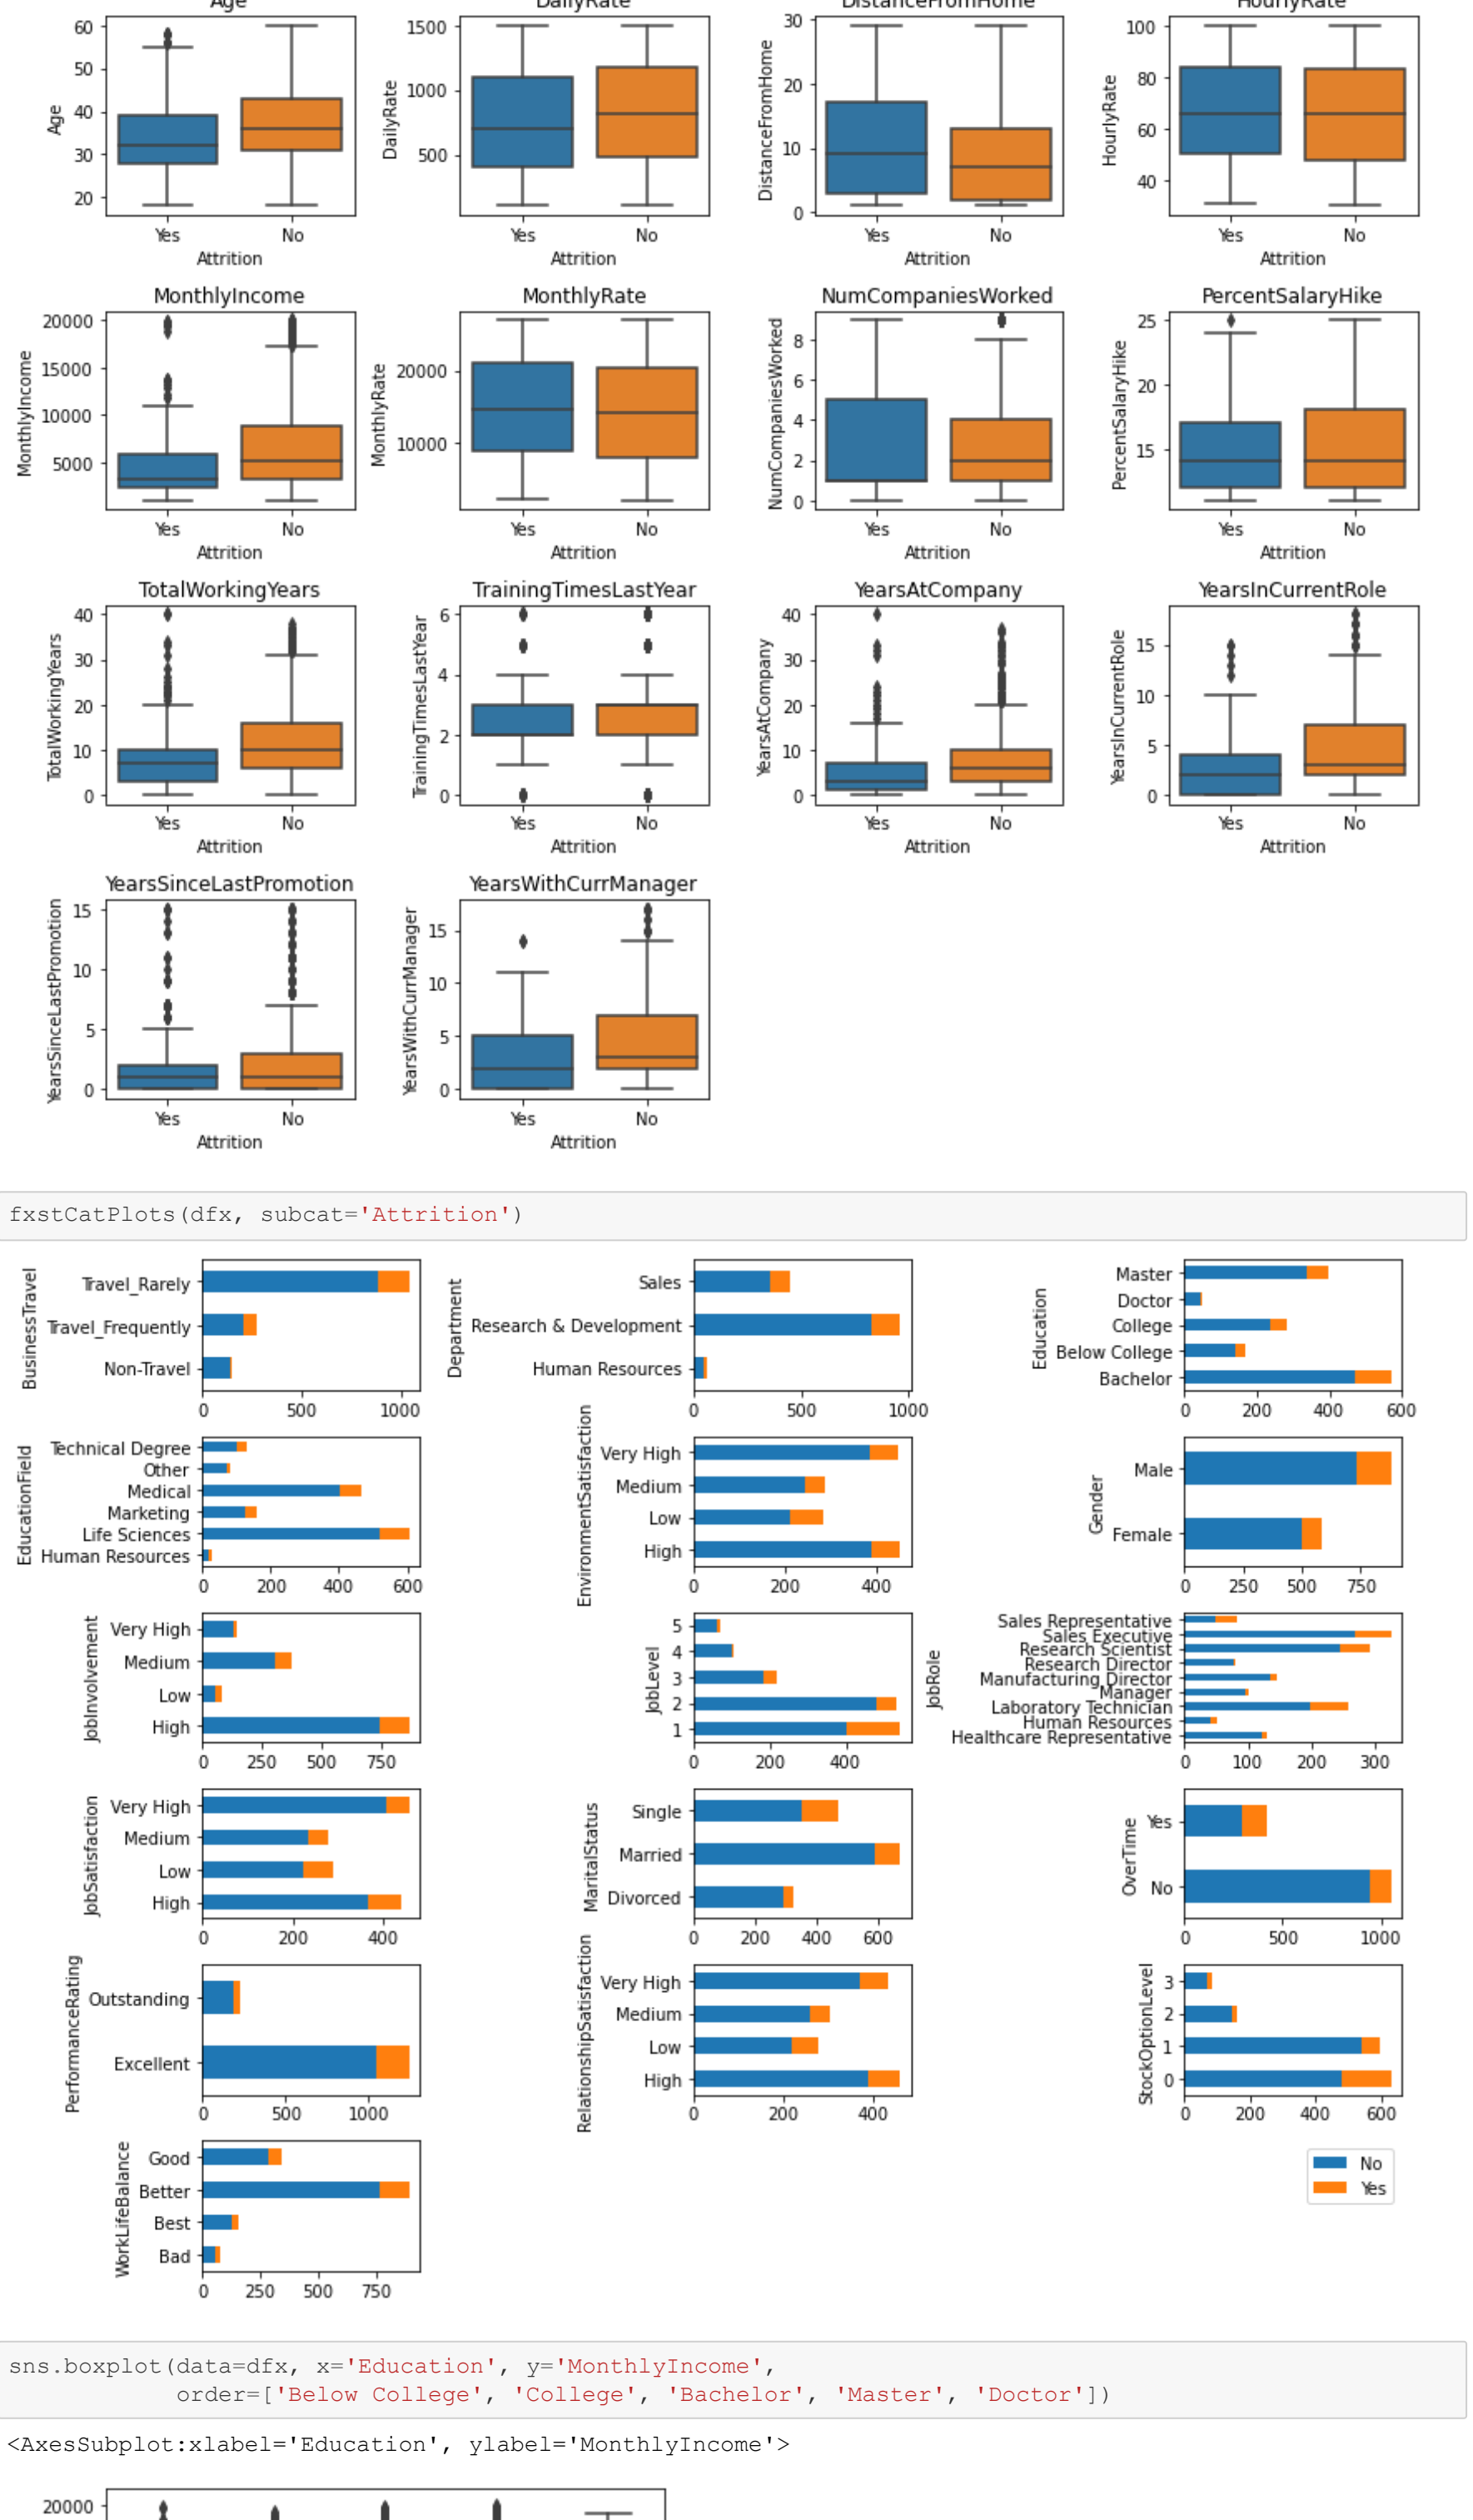 Age DailyRate DistanceFromHome HourlyRate
60
50
40
30
20
Age
Yes No
Attrition
1500
1000
500
DailyRate
Yes No
Attrition
30
20
10
0
DistanceFromHome
Yes No
Attrition
100
80
60
40
HourlyRate
Yes No
Attrition
MonthlyIncome
20000
15000
10000
5000
MonthlyIncome
Yes No
Attrition
MonthlyRate
20000
10000
MonthlyRate
Yes No
Attrition
NumCompaniesWorked
8
6
4
2
0
NumCompaniesWorked
Yes No
Attrition
PercentSalaryHike
25
20
15
PercentSalaryHike
Yes No
Attrition
TotalWorkingYears
40
30
20
10
0
TotalWorkingYears
Yes No
Attrition
TrainingTimesLastYear
6
4
2
0
TrainingTimesLastYear
Yes No
Attrition
YearsAtCompany
40
30
20
10
0
YearsAtCompany
Yes No
Attrition
YearsInCurrentRole
15
10
5
0
YearsInCurrentRole
Yes No
Attrition
YearsSinceLastPromotion
15
10
5
0
YearsSinceLastPromotion
Yes No
Attrition
YearsWithCurrManager
15
10
5
0
YearsWithCurrManager
Yes No
Attrition
fxstCatPlots(dfx, subcat='Attrition')
BusinessTravel
Travel_Rarely
Travel_Frequently
Non-Travel
0 500 1000
Department
Sales
Research & Development
Human Resources
0 500 1000
Education
Master
Doctor
College
Below College
Bachelor
0 200 400 600
EducationField
Technical Degree
Other
Medical
Marketing
Life Sciences
Human Resources
0 200 400 600
EnvironmentSatisfaction
Very High
Medium
Low
High
0 200 400
Gender
Male
Female
0 250 500 750
JobInvolvement
Very High
Medium
Low
High
0 250 500 750
JobLevel
5
4
3
2
1
0 200 400
JobRole
Sales Representative
Sales Executive
Research Scientist
Research Director
Manufacturing Director
Manager
Laboratory Technician
Human Resources
Healthcare Representative
0 100 200 300
JobSatisfaction
Very High
Medium
Low
High
0 200 400
MaritalStatus
Single
Married
Divorced
0 200 400 600
OverTime
Yes
No
0 500 1000
PerformanceRating
Outstanding
Excellent
0 500 1000
RelationshipSatisfaction
Very High
Medium
Low
High
0 200 400
StockOptionLevel
3
2
1
0
0 200 400 600
WorkLifeBalance
Good
Better
Best
Bad
0 250 500 750
No
Yes
sns.boxplot(data=dfx, x='Education', y='MonthlyIncome',
order=['Below College', 'College', 'Bachelor', 'Master', 'Doctor'])
<AxesSubplot:xlabel='Education', ylabel='MonthlyIncome'>
20000